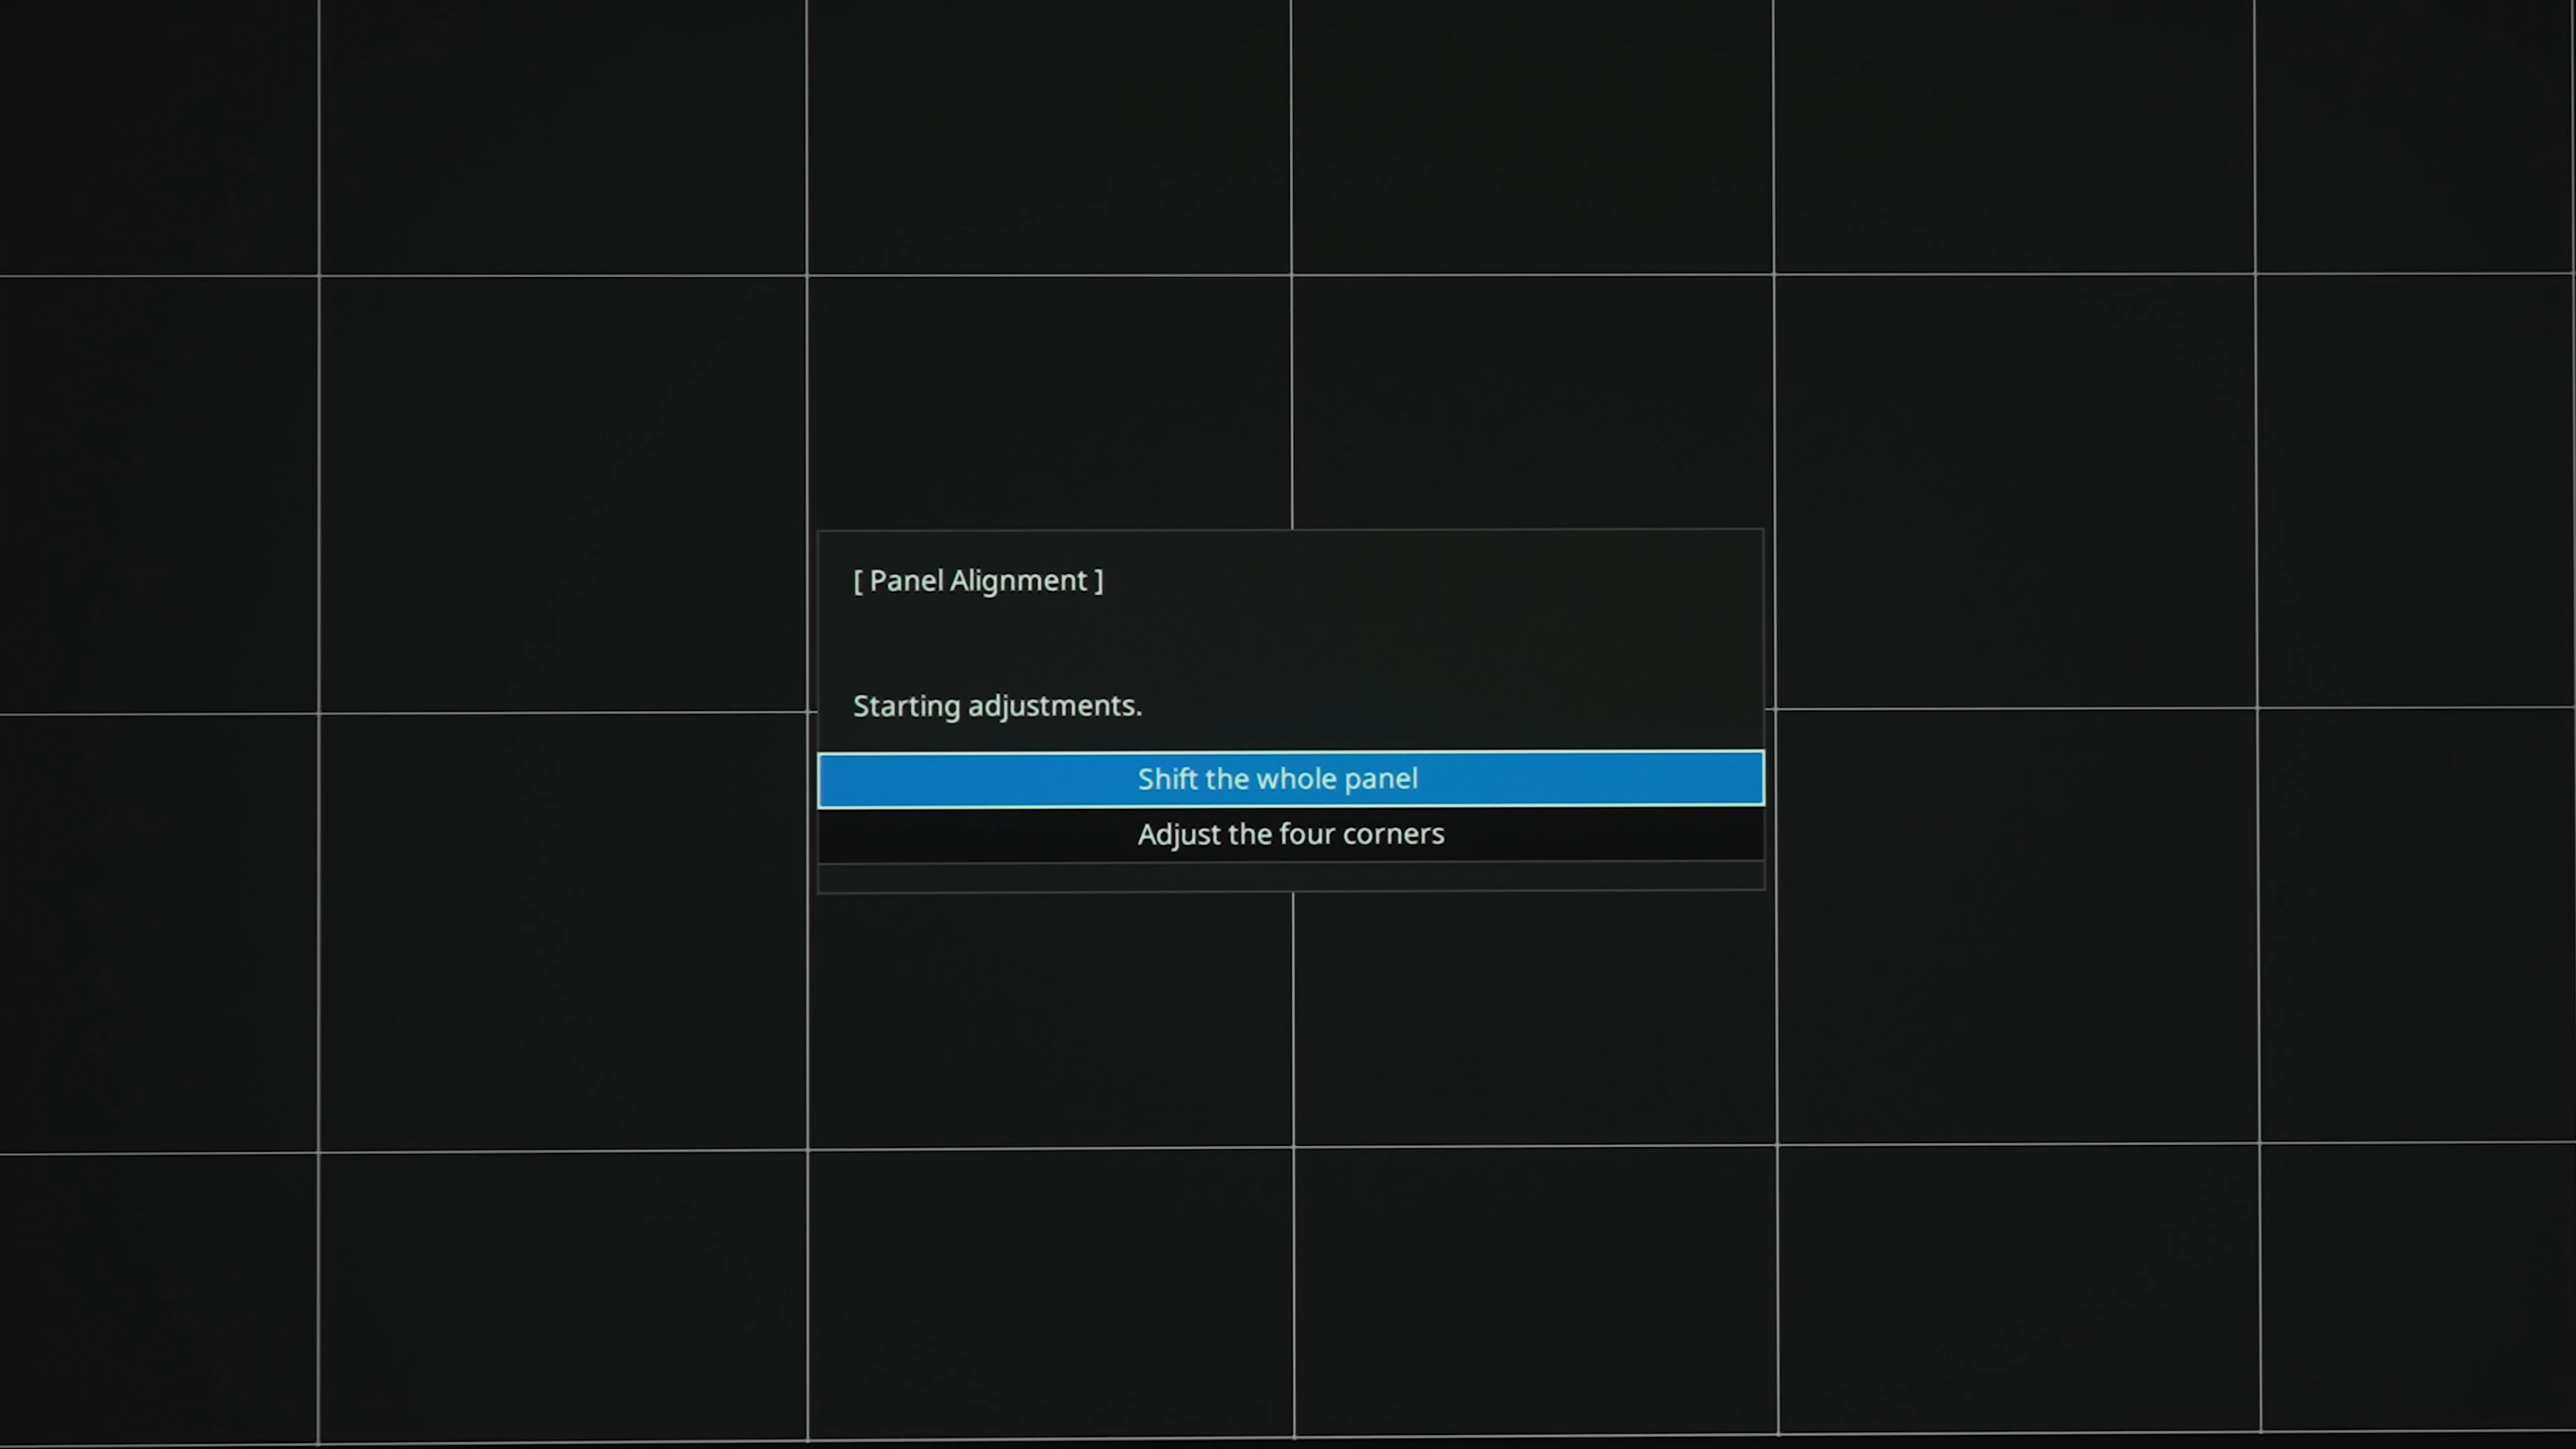 [ Panel Alignment ]
Starting adjustments.
Shift the whole panel
Adjust the four corners